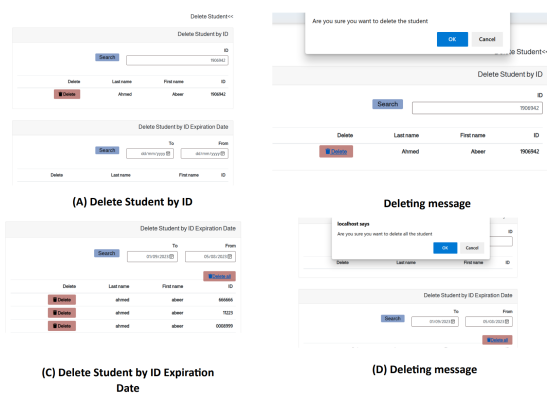 Delete Student<<
Delete Student by ID
ID
Search 1906942
Delete Last name First name ID
Delete Ahmed Abeer 1906942
Delete Student by ID Expiration Date
To From
Search dd/mm/yyyy dd/mm/yyyy
Delete Last name First name ID
(A) Delete Student by ID
Are you sure you want to delete the student
OK Cancel
Student<<
Delete Student by ID
ID
Search 1906942
Delete Last name First name ID
Delete Ahmed Abeer 1906942
Deleting message
Delete Student by ID Expiration Date
To From
Search 01/09/2023 05/03/2023
Delete all
Delete Last name First name ID
Delete ahmed abeer 666666
Delete ahmed abeer 11223
Delete ahmed abeer 0088999
(C) Delete Student by ID Expiration
Date
localhost says
Are you sure you want to delete all the student
OK Cancel
ID
Delete Last name First name ID
Delete Student by ID Expiration Date
To From
Search 01/09/2023 05/03/2023
Delete all
(D) Deleting message